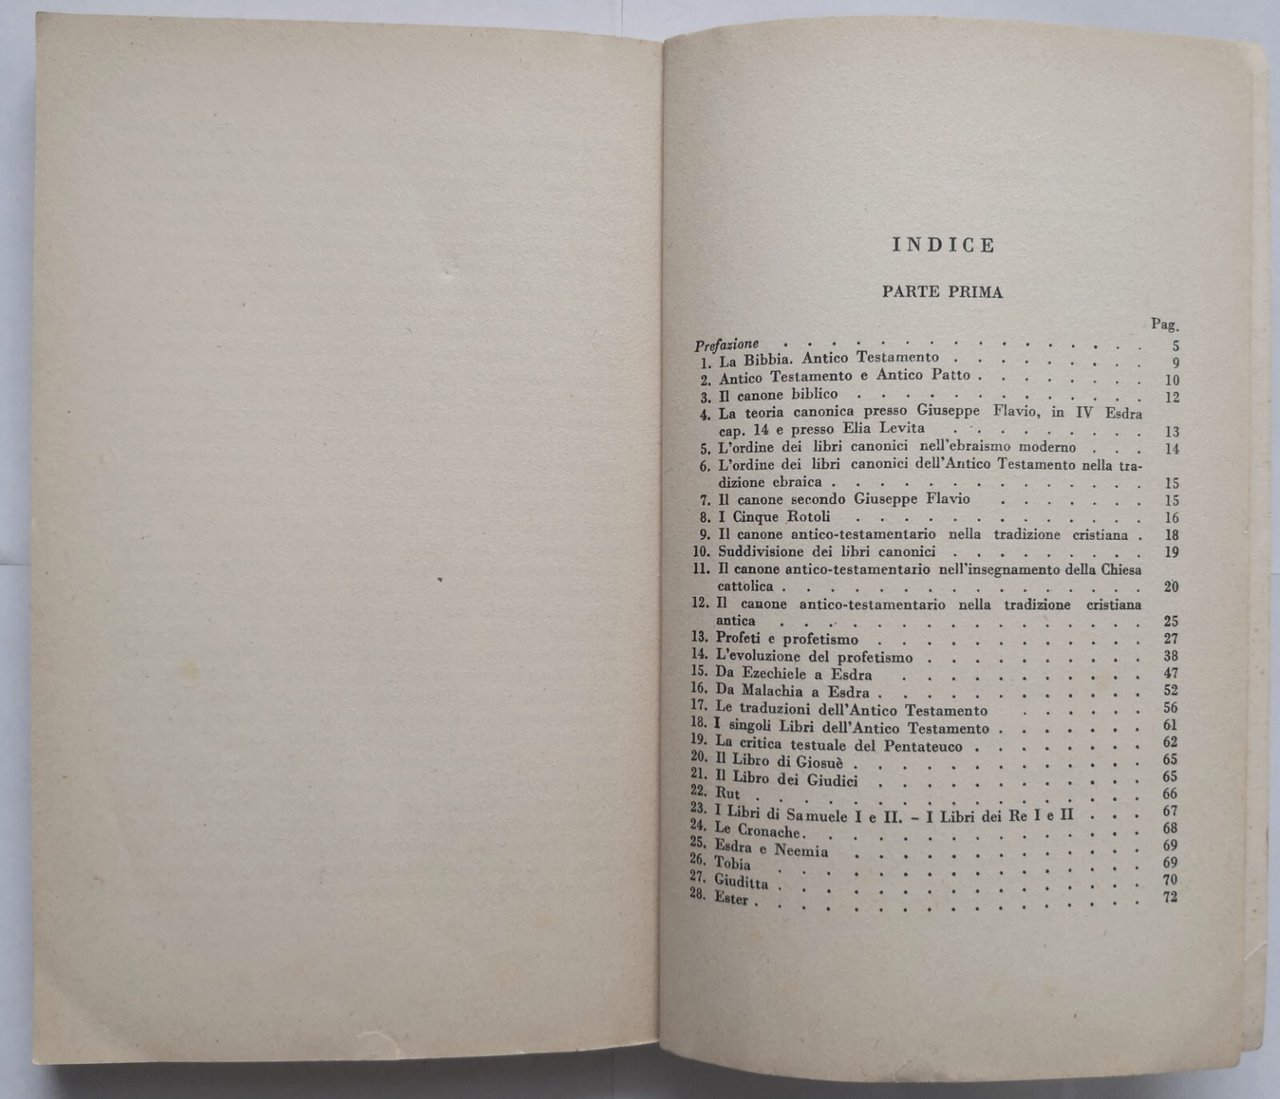 INDICE
PARTE PRIMA
Pag.
Prefazione . . . . . . . . . . . . . . . . 5
1. La Bibbia. Antico Testamento . . . . . . . . . 9
2. Antico Testamento e Antico Patto . . . . . . . . 10
3. Il canone biblico . . . . . . . . . . . . . 12
4. La teoria canonica presso Giuseppe Flavio, in IV Esdra
cap. 14 e presso Elia Levita . . . . . . . . . 13
5. L'ordine dei libri canonici nell'ebraismo moderno . . . 14
6. L'ordine dei libri canonici dell'Antico Testamento nella tra-
dizione ebraica . . . . . . . . . . . . . . 15
7. Il canone secondo Giuseppe Flavio . . . . . . . 15
8. I Cinque Rotoli . . . . . . . . . . . . . 16
9. Il canone antico-testamentario nella tradizione cristiana . 18
10. Suddivisione dei libri canonici . . . . . . . . . 19
11. Il canone antico-testamentario nell'insegnamento della Chiesa
cattolica . . . . . . . . . . . . . . . . 20
12. Il canone antico-testamentario nella tradizione cristiana
antica . . . . . . . . . . . . . . . . 25
13. Profeti e profetismo . . . . . . . . . . . . 27
14. L'evoluzione del profetismo . . . . . . . . . . 38
15. Da Ezechiele a Esdra . . . . . . . . . . . 47
16. Da Malachia a Esdra . . . . . . . . . . . . 52
17. Le traduzioni dell'Antico Testamento . . . . . . 56
18. I singoli Libri dell'Antico Testamento . . . . . . . 61
19. La critica testuale del Pentateuco . . . . . . . . 62
20. Il Libro di Giosuè . . . . . . . . . . . . . 65
21. Il Libro dei Giudici . . . . . . . . . . . . 65
22. Rut . . . . . . . . . . . . . . . . . 66
23. I Libri di Samuele I e II. – I Libri dei Re I e II . . . 67
24. Le Cronache. . . . . . . . . . . . . . . . 68
25. Esdra e Neemia . . . . . . . . . . . . . 69
26. Tobia . . . . . . . . . . . . . . . . 69
27. Giuditta . . . . . . . . . . . . . . . . 70
28. Ester . . . . . . . . . . . . . . . . . 72